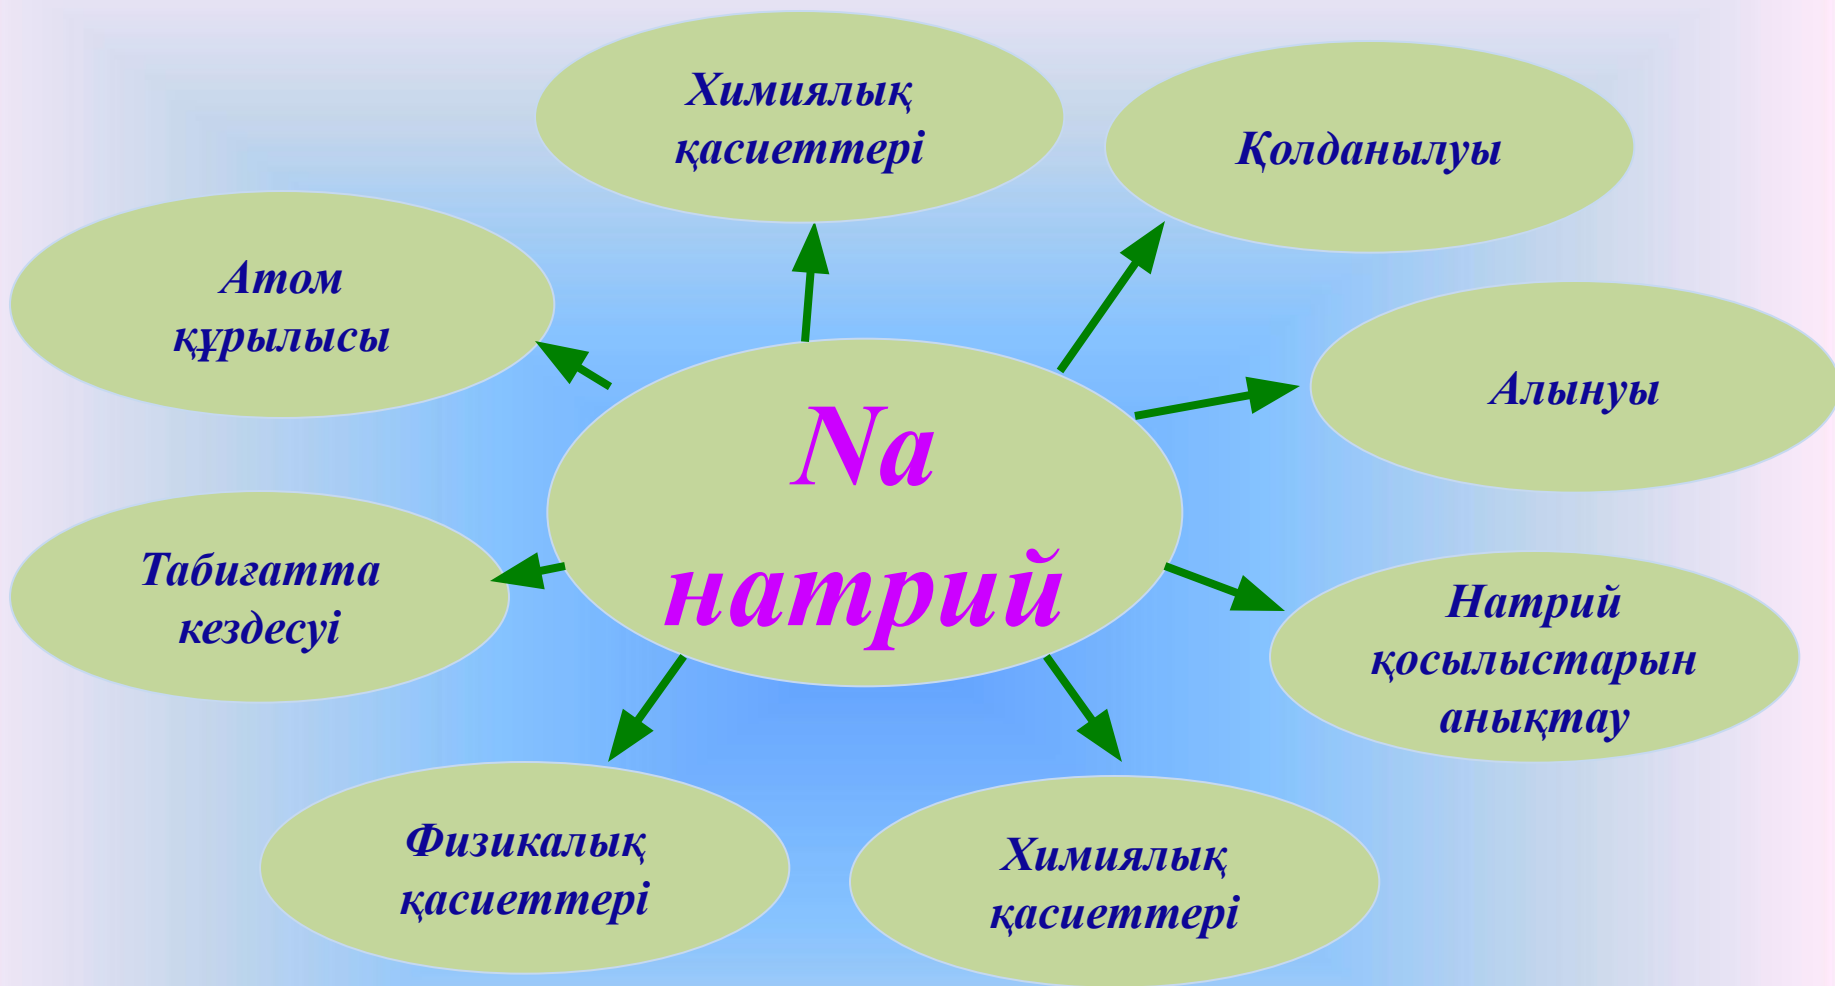 Химиялық
қасиеттері
Қолданылуы
Атом
құрылысы
Алынуы
Na
натрий
Табиғатта
кездесуі
Натрий
қосылыстарын
анықтау
Физикалық
қасиеттері
Химиялық
қасиеттері